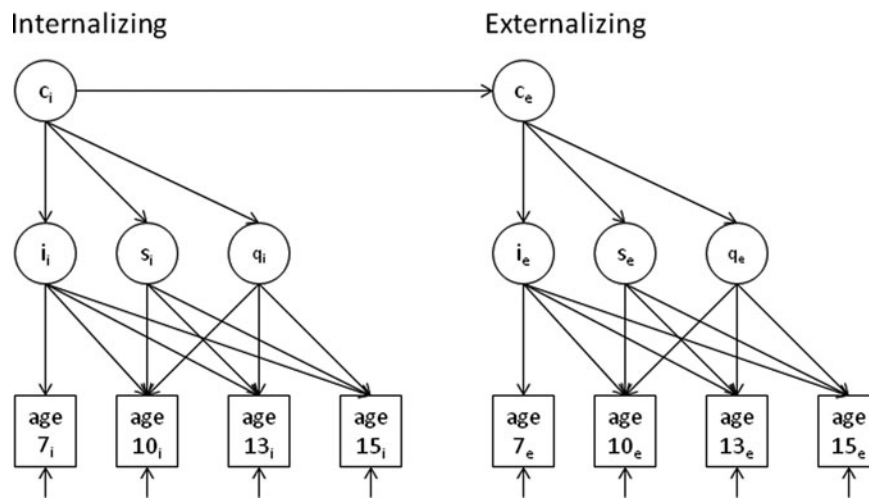 Internalizing Externalizing
cᵢ cₑ
iᵢ sᵢ qᵢ iₑ sₑ qₑ
age age age age age age age age
7ᵢ 10ᵢ 13ᵢ 15ᵢ 7ₑ 10ₑ 13ₑ 15ₑ